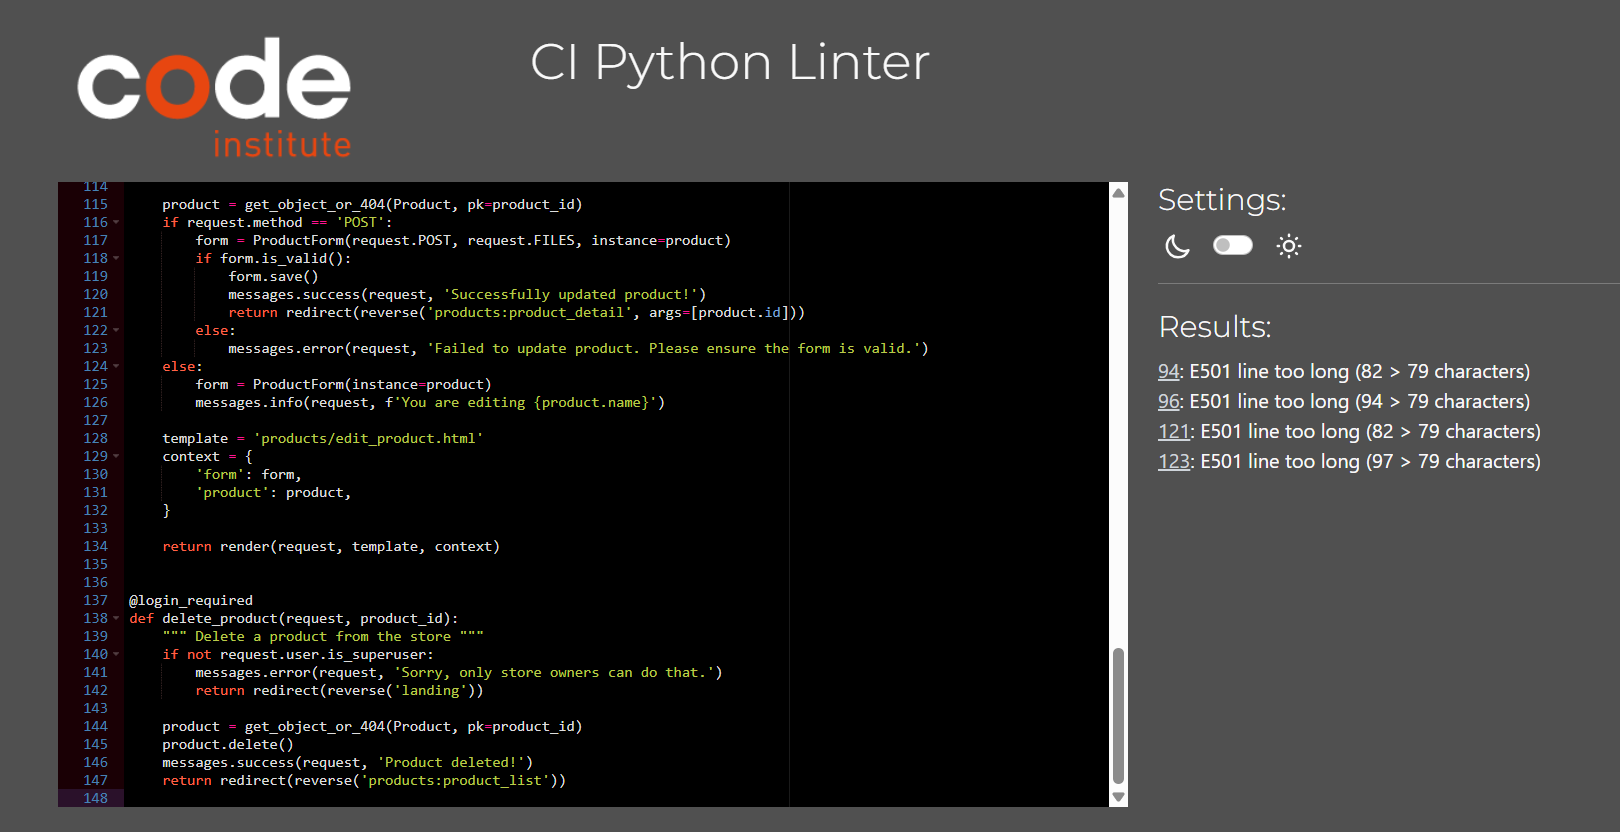 code
institute
CI Python Linter
114
115 product = get_object_or_404(Product, pk=product_id)
116 if request.method == 'POST':
117 form = ProductForm(request.POST, request.FILES, instance=product)
118 if form.is_valid():
119 form.save()
120 messages.success(request, 'Successfully updated product!')
121 return redirect(reverse('products:product_detail', args=[product.id]))
122 else:
123 messages.error(request, 'Failed to update product. Please ensure the form is valid.')
124 else:
125 form = ProductForm(instance=product)
126 messages.info(request, f'You are editing {product.name}')
127
128 template = 'products/edit_product.html'
129 context = {
130 'form': form,
131 'product': product,
132 }
133
134 return render(request, template, context)
135
136
137 @login_required
138 def delete_product(request, product_id):
139 """ Delete a product from the store """
140 if not request.user.is_superuser:
141 messages.error(request, 'Sorry, only store owners can do that.')
142 return redirect(reverse('landing'))
143
144 product = get_object_or_404(Product, pk=product_id)
145 product.delete()
146 messages.success(request, 'Product deleted!')
147 return redirect(reverse('products:product_list'))
148
Settings:
Results:
94: E501 line too long (82 > 79 characters)
96: E501 line too long (94 > 79 characters)
121: E501 line too long (82 > 79 characters)
123: E501 line too long (97 > 79 characters)